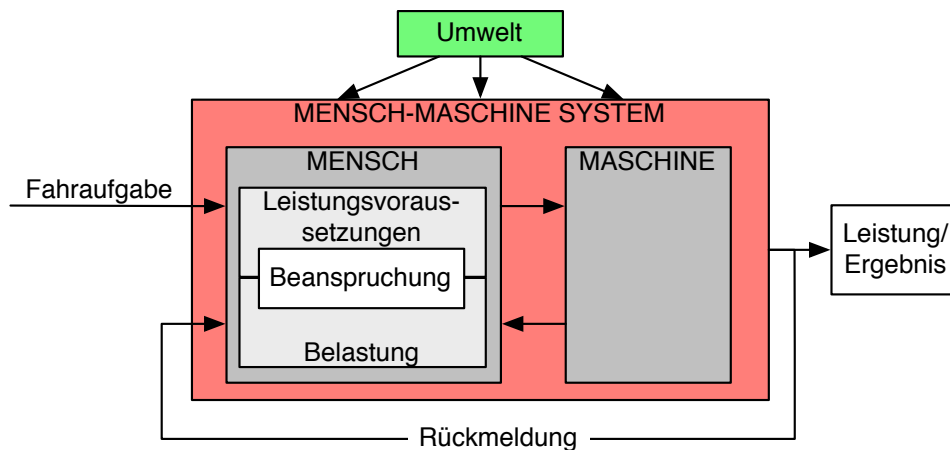 Umwelt
MENSCH-MASCHINE SYSTEM
MENSCH
MASCHINE
Fahraufgabe
Leistungsvoraus-
setzungen
Beanspruchung
Belastung
Leistung/
Ergebnis
Rückmeldung